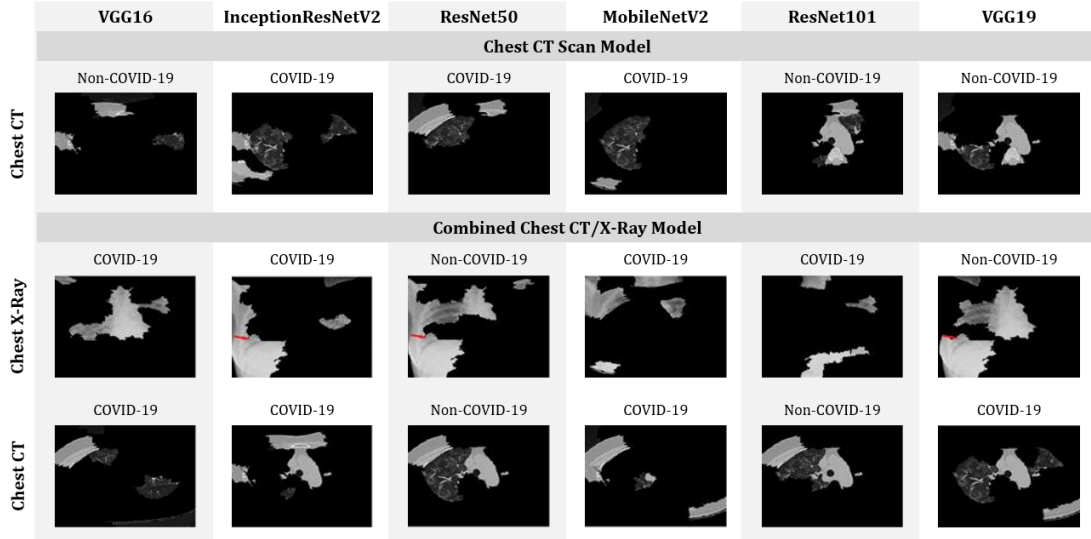 VGG16 InceptionResNetV2 ResNet50 MobileNetV2 ResNet101 VGG19
Chest CT Scan Model
Non-COVID-19 COVID-19 COVID-19 COVID-19 Non-COVID-19 Non-COVID-19
Chest CT
Combined Chest CT/X-Ray Model
COVID-19 COVID-19 Non-COVID-19 COVID-19 COVID-19 Non-COVID-19
Chest X-Ray
COVID-19 COVID-19 Non-COVID-19 COVID-19 Non-COVID-19 COVID-19
Chest CT